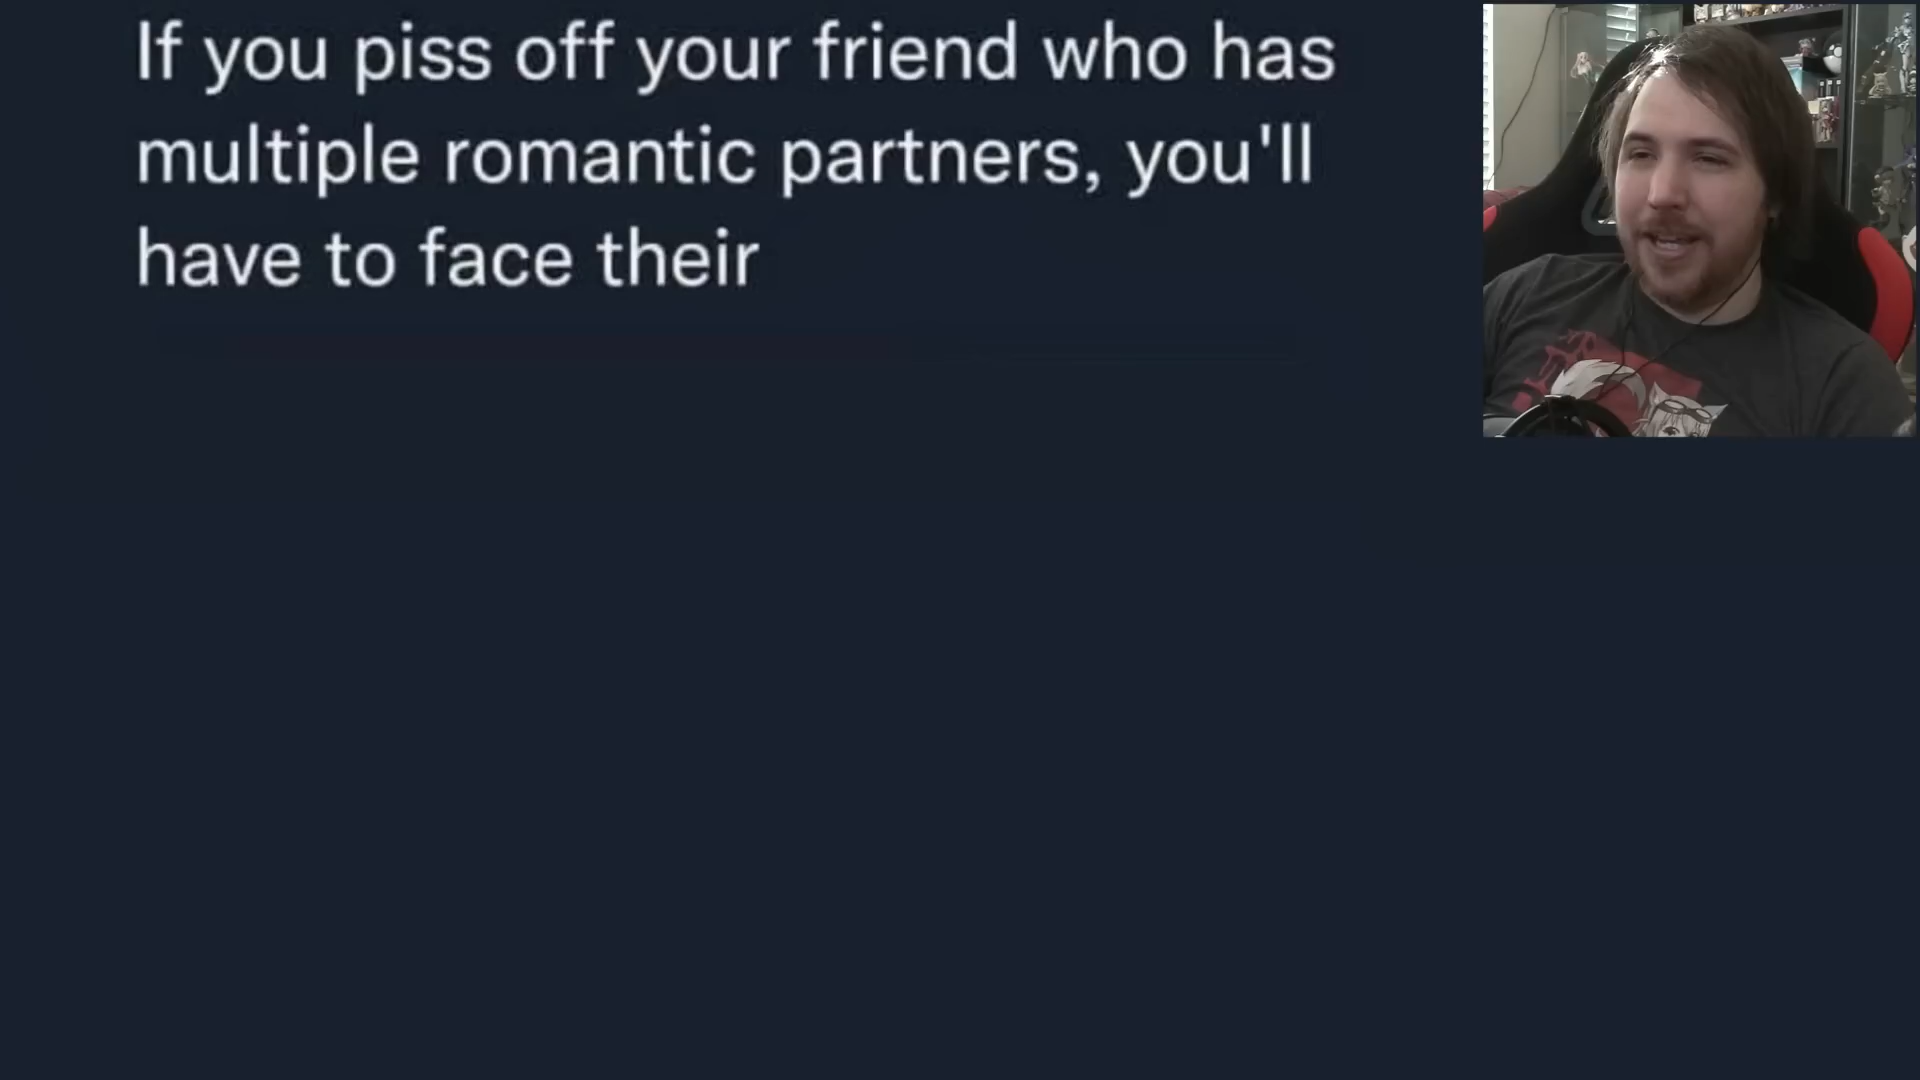 If you piss off your friend who has
multiple romantic partners, you'll
have to face their